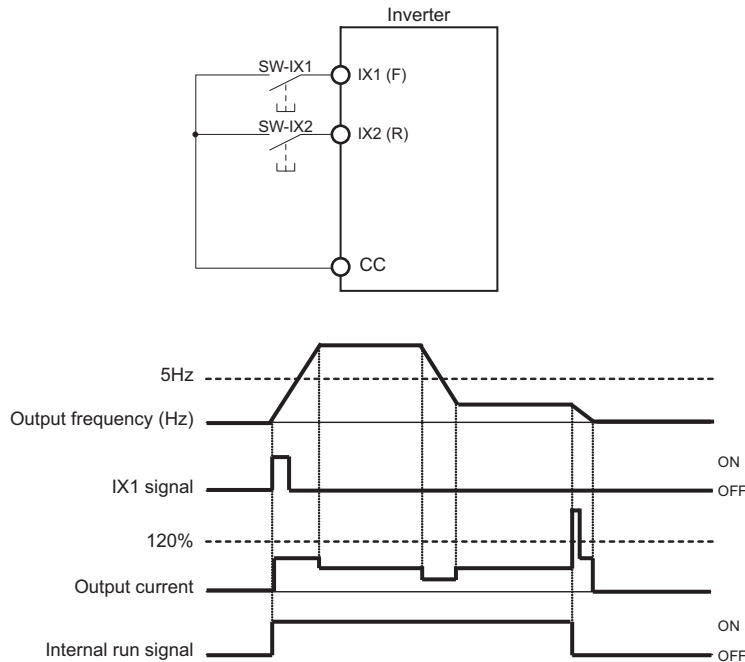 Inverter
SW-IX1
IX1 (F)
SW-IX2
IX2 (R)
CC
5Hz
Output frequency (Hz)
ON
IX1 signal
OFF
120%
Output current
ON
Internal run signal
OFF